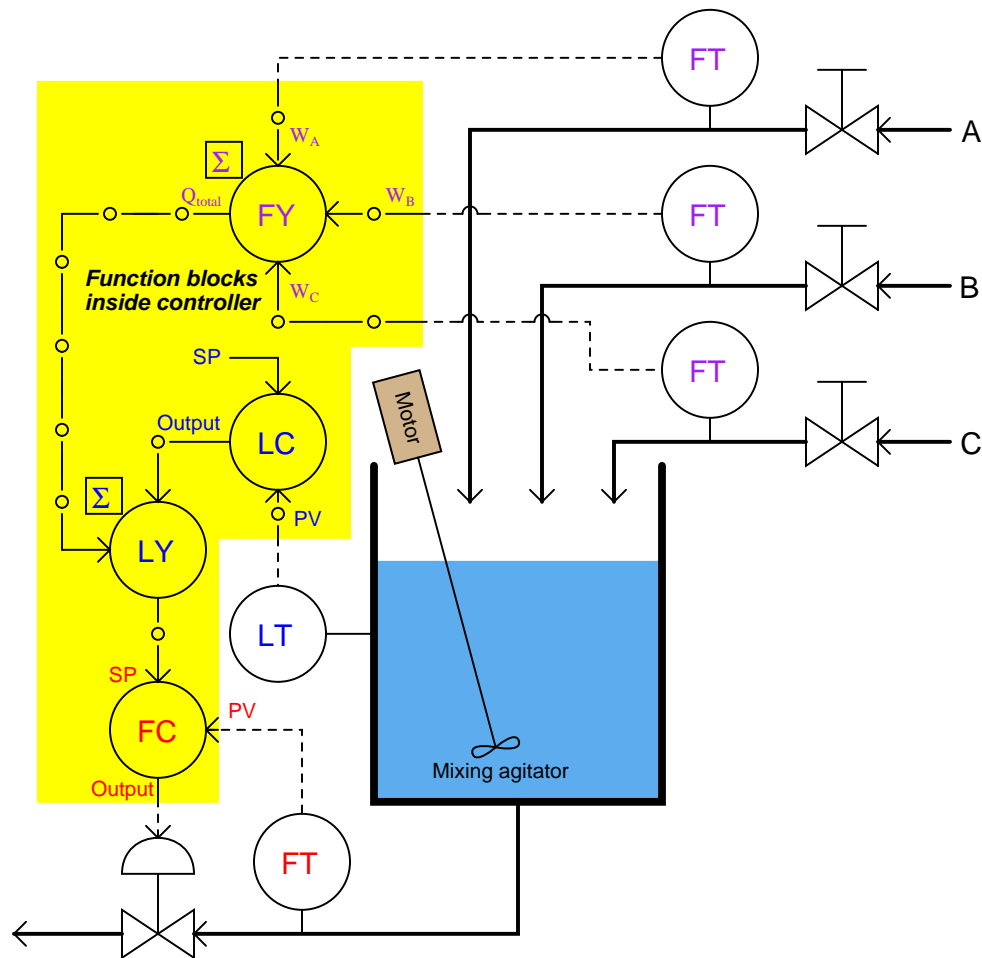 FT
A
W_A
Σ
Q_total
FY
W_B
FT
Function blocks
inside controller
W_C
B
SP
FT
Motor
Output
LC
C
Σ
PV
LY
LT
SP
FC
PV
Mixing agitator
Output
FT